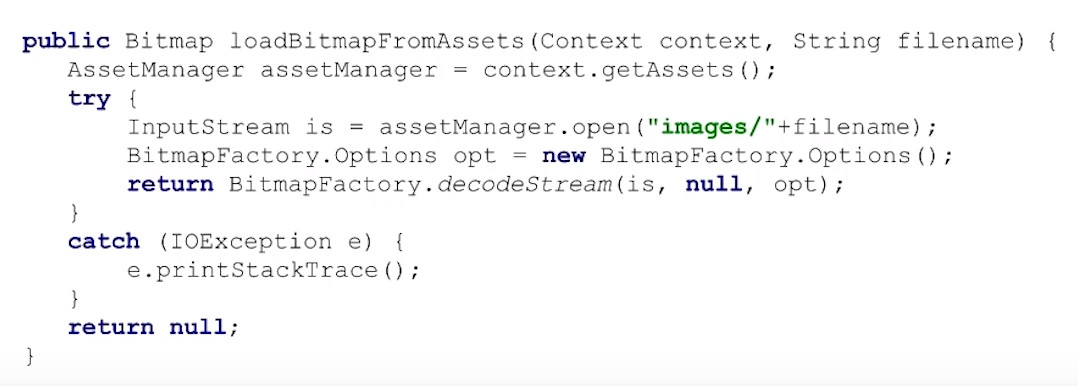 public Bitmap loadBitmapFromAssets(Context context, String filename) {
    AssetManager assetManager = context.getAssets();
    try {
        InputStream is = assetManager.open("images/"+filename);
        BitmapFactory.Options opt = new BitmapFactory.Options();
        return BitmapFactory.decodeStream(is, null, opt);
    }
    catch (IOException e) {
        e.printStackTrace();
    }
    return null;
}